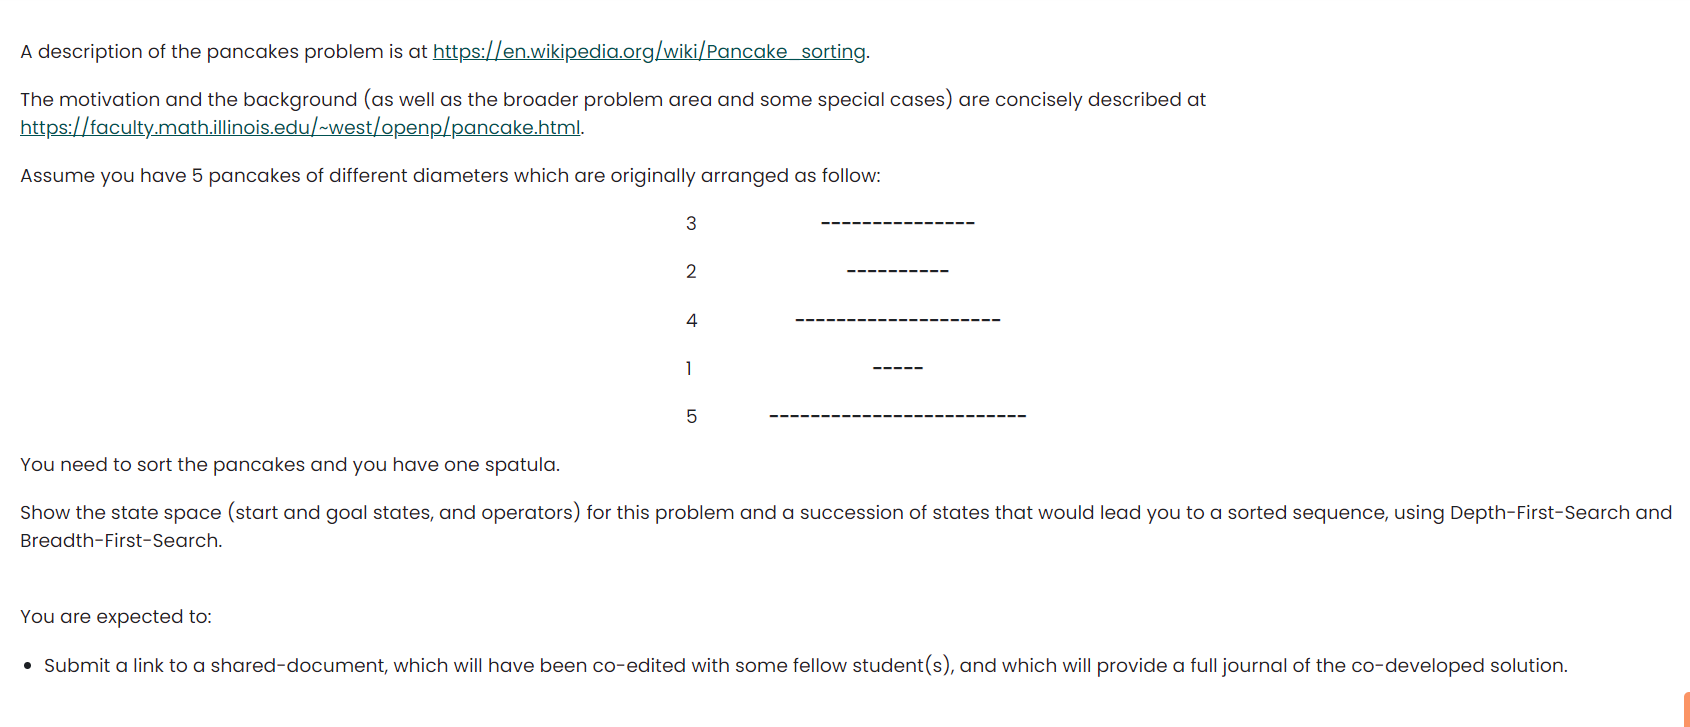 A description of the pancakes problem is at https://en.wikipedia.org/wiki/Pancake_sorting.
The motivation and the background (as well as the broader problem area and some special cases) are concisely described at
https://faculty.math.illinois.edu/~west/openp/pancake.html.
Assume you have 5 pancakes of different diameters which are originally arranged as follow:
3 ---------------
2 ----------
4 --------------------
1 -----
5 -------------------------
You need to sort the pancakes and you have one spatula.
Show the state space (start and goal states, and operators) for this problem and a succession of states that would lead you to a sorted sequence, using Depth-First-Search and
Breadth-First-Search.
You are expected to:
• Submit a link to a shared-document, which will have been co-edited with some fellow student(s), and which will provide a full journal of the co-developed solution.